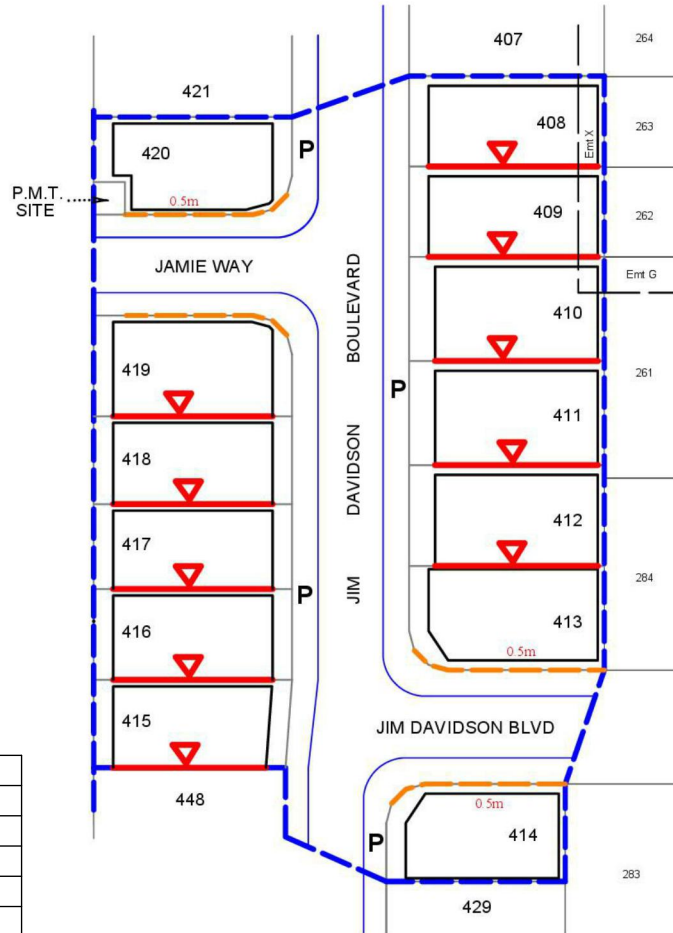 407
264
421
408
263
420
P
Emt X
P.M.T.
SITE
0.5m
409
262
JAMIE WAY
Emt G
410
JIM DAVIDSON BOULEVARD
419
261
P
411
418
412
417
284
P
416
413
0.5m
415
JIM DAVIDSON BLVD
448
0.5m
414
P
283
429